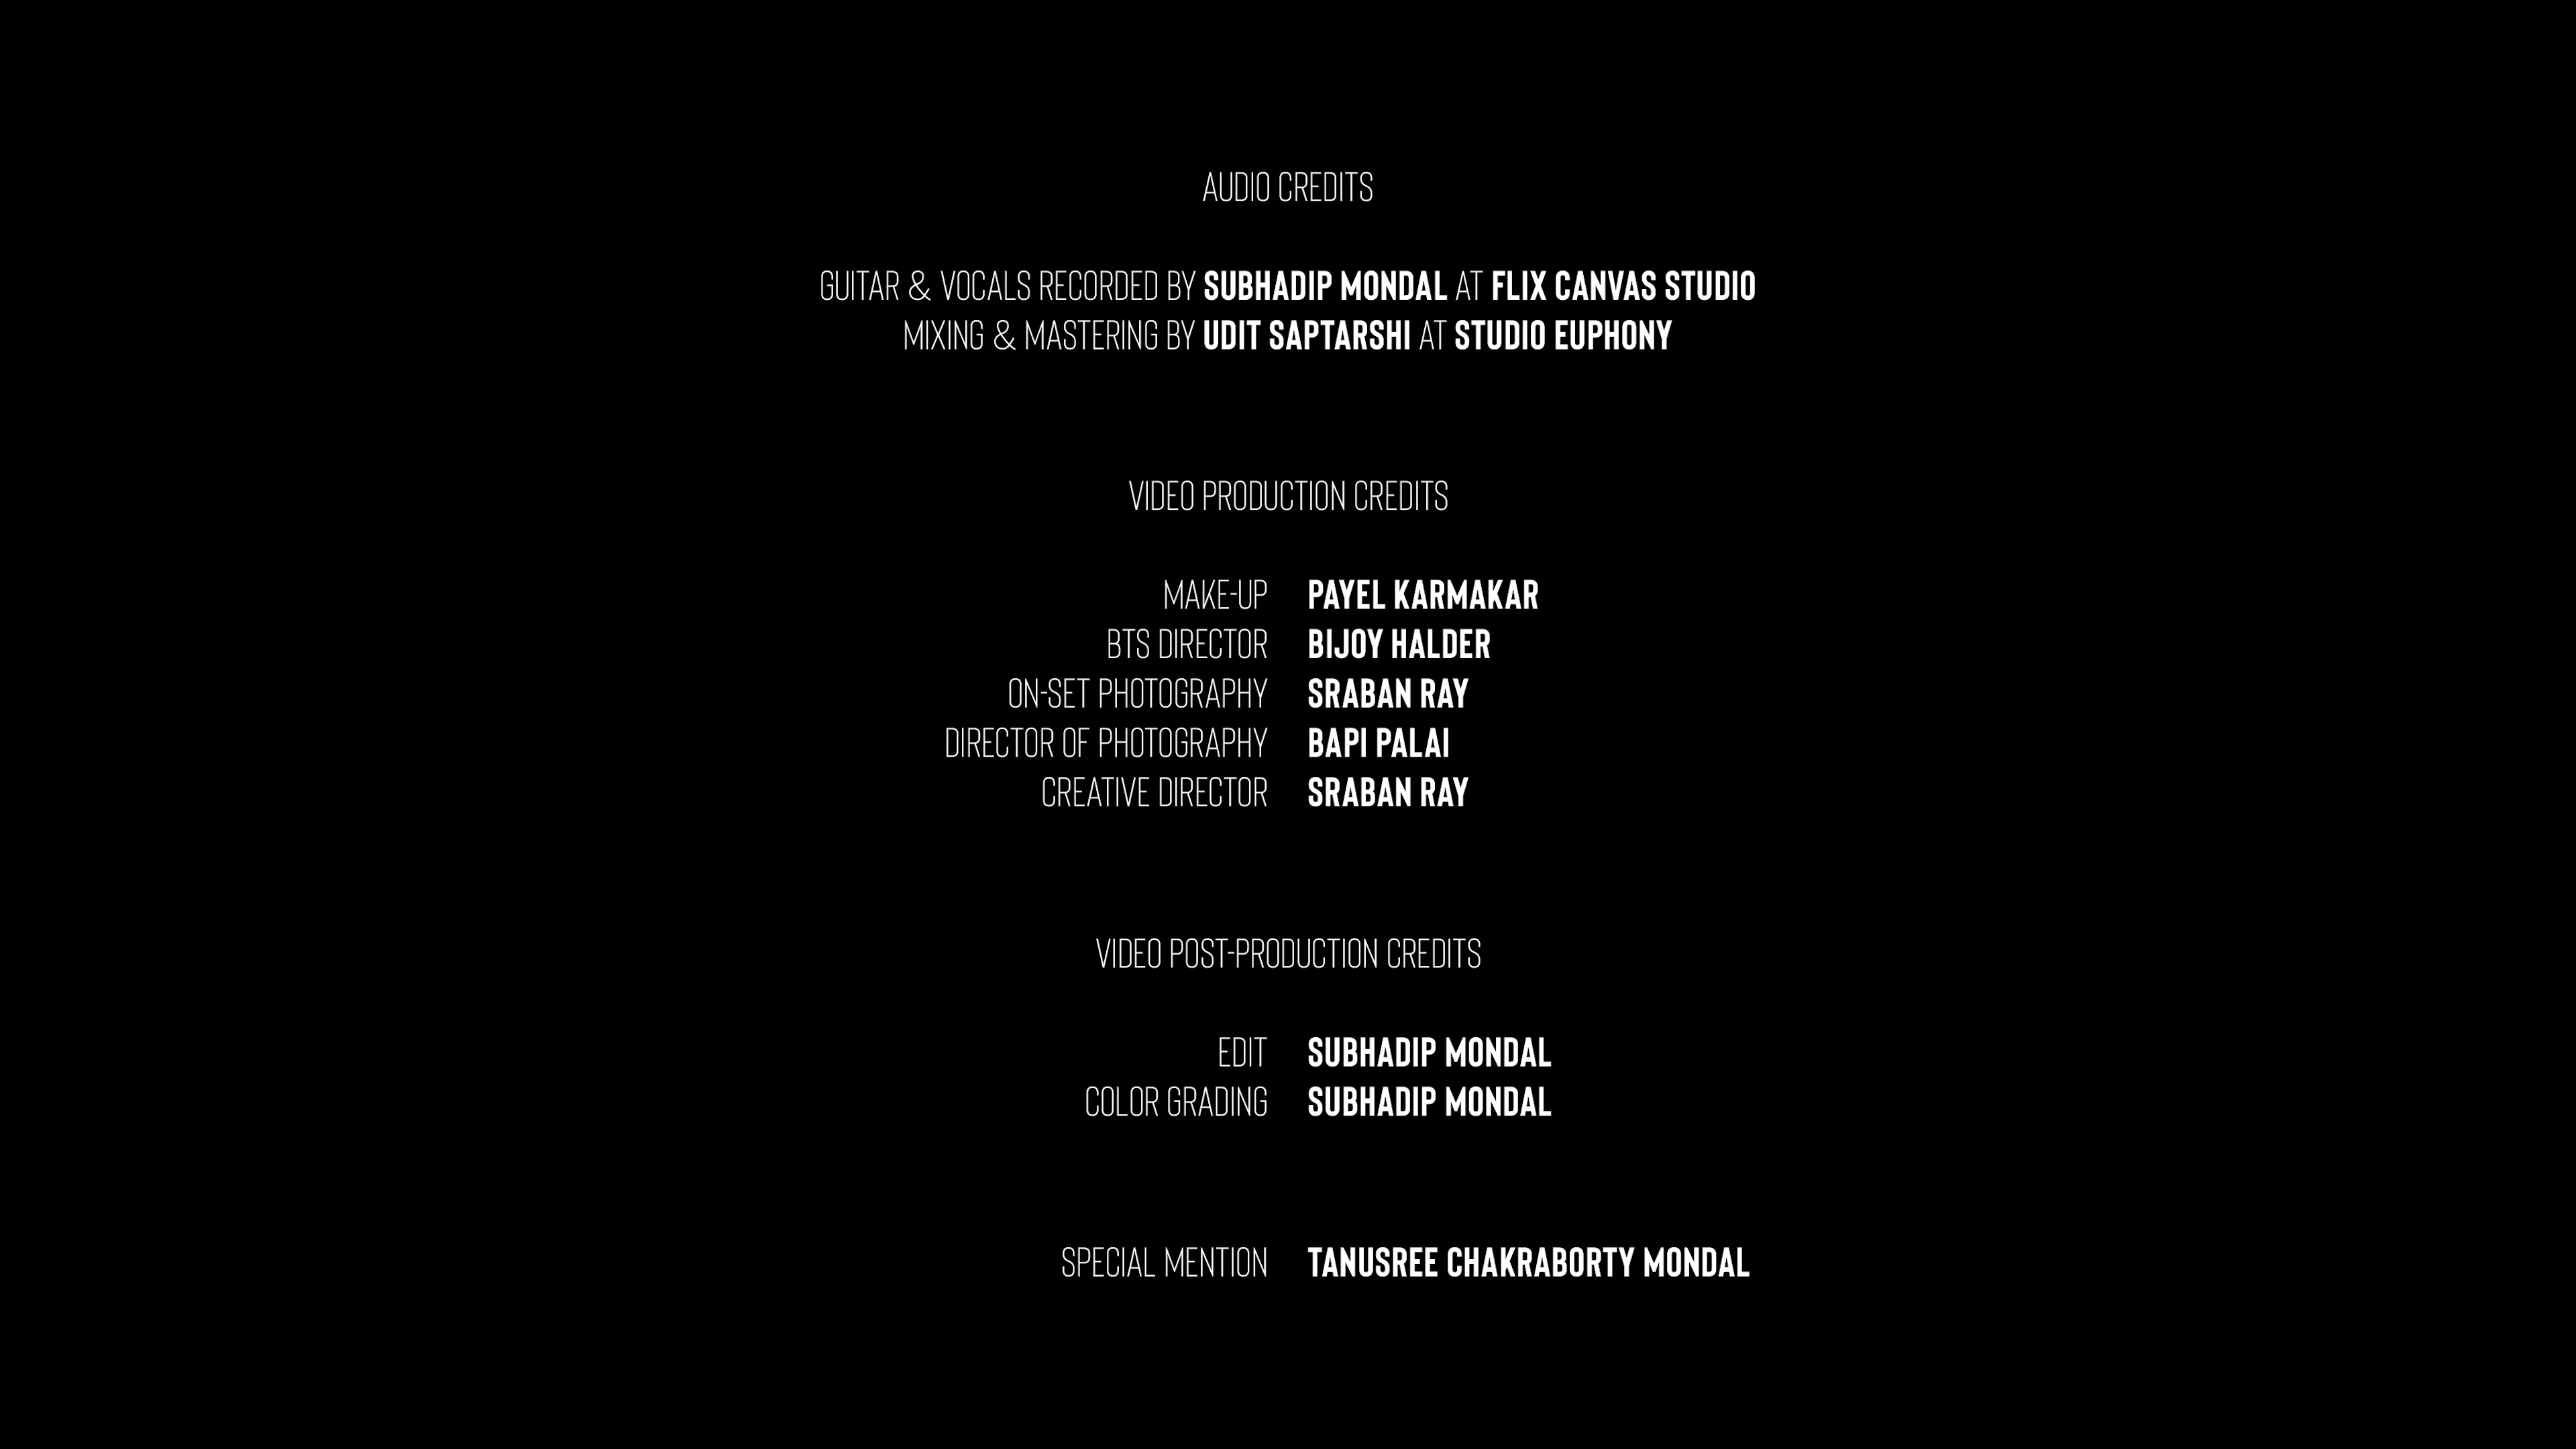 AUDIO CREDITS
GUITAR & VOCALS RECORDED BY SUBHADIP MONDAL AT FLIX CANVAS STUDIO
MIXING & MASTERING BY UDIT SAPTARSHI AT STUDIO EUPHONY
VIDEO PRODUCTION CREDITS
MAKE-UP PAYEL KARMAKAR
BTS DIRECTOR BIJOY HALDER
ON-SET PHOTOGRAPHY SRABAN RAY
DIRECTOR OF PHOTOGRAPHY BAPI PALAI
CREATIVE DIRECTOR SRABAN RAY
VIDEO POST-PRODUCTION CREDITS
EDIT SUBHADIP MONDAL
COLOR GRADING SUBHADIP MONDAL
SPECIAL MENTION TANUSREE CHAKRABORTY MONDAL